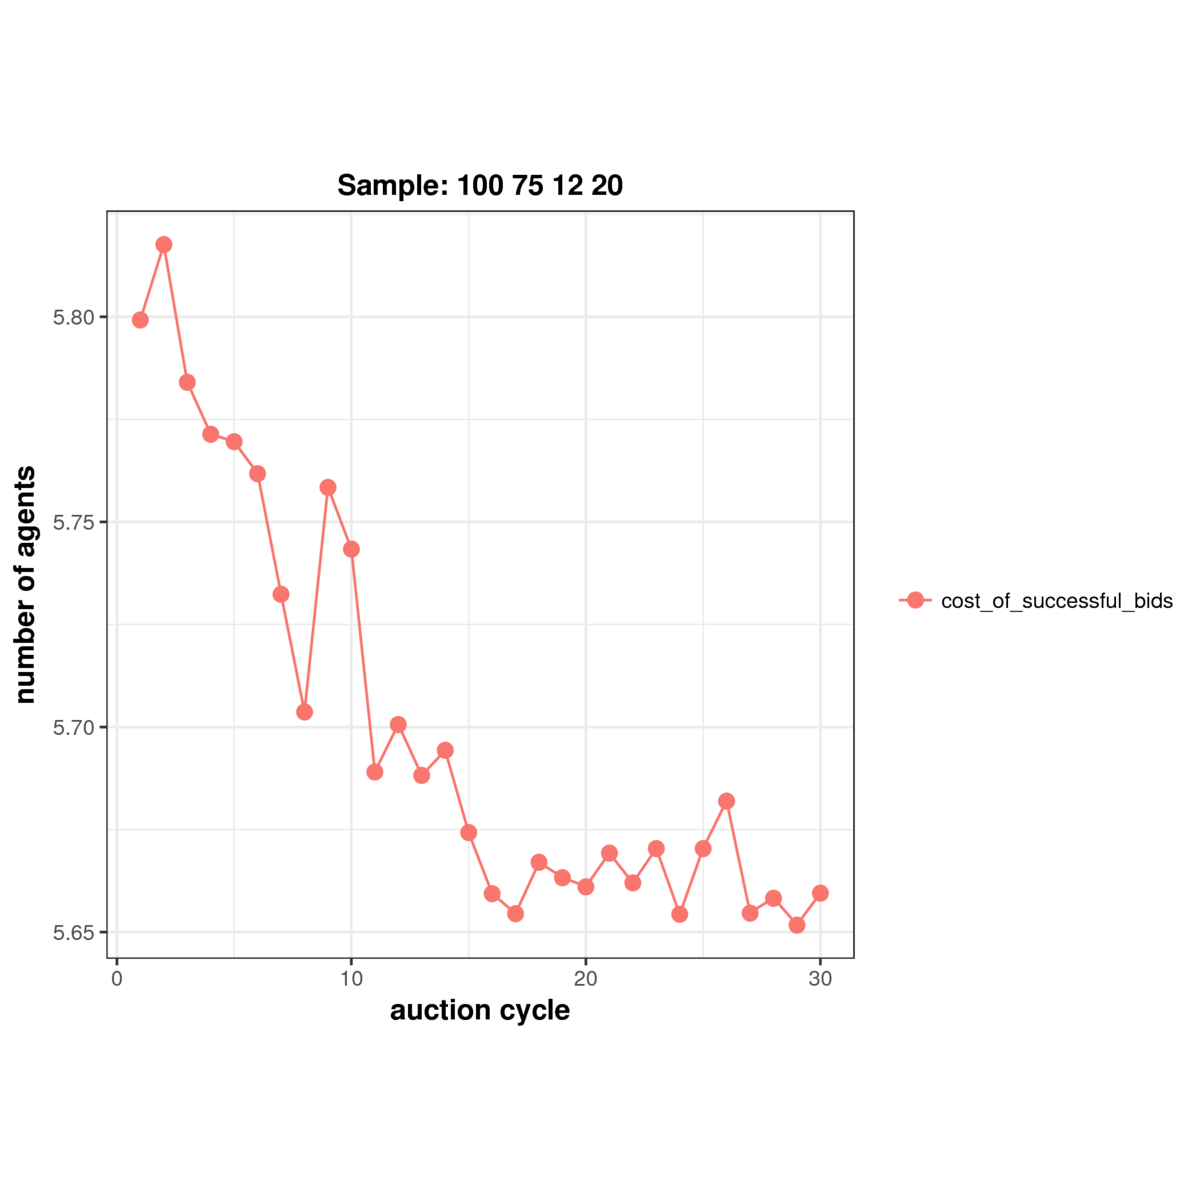 Sample: 100 75 12 20
number of agents
5.80
5.75
5.70
5.65
0 10 20 30
auction cycle
cost_of_successful_bids